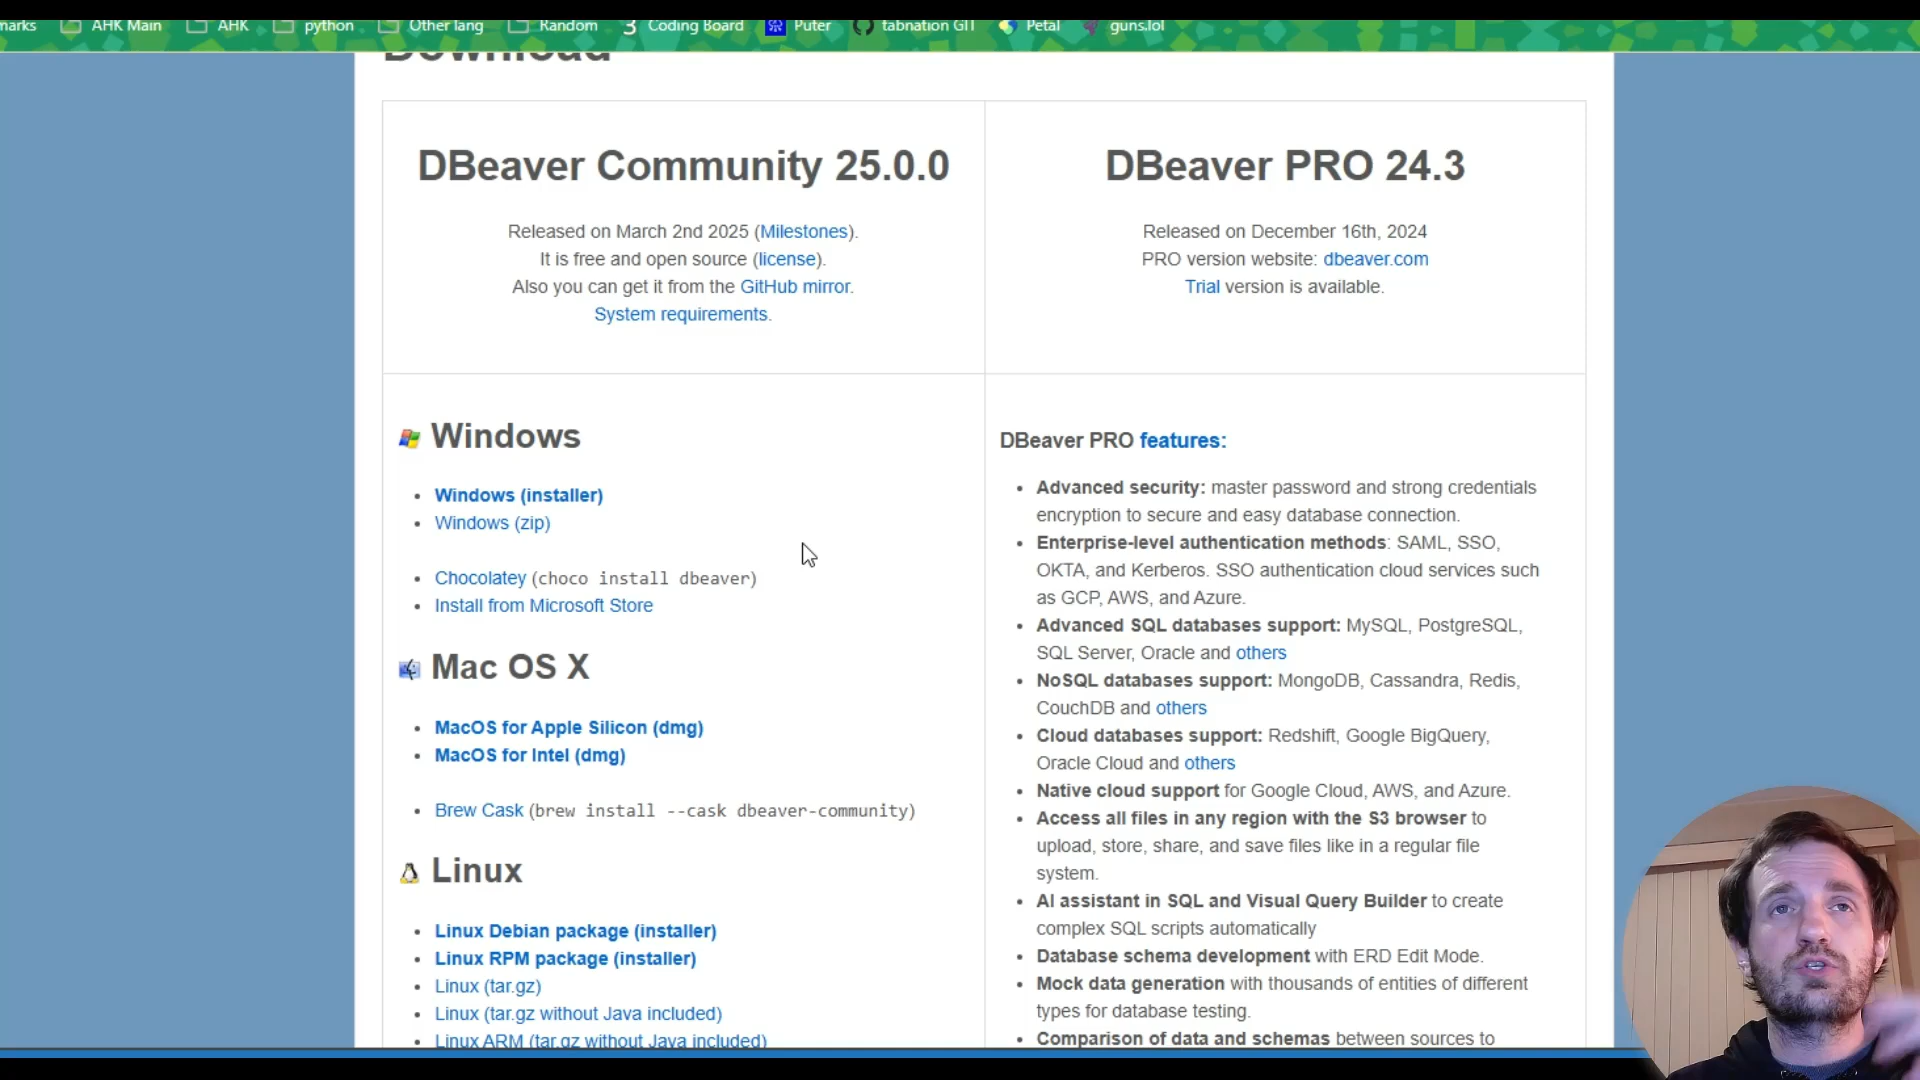 marks AHK Main AHK python Other lang Random Coding Board Puter tabnation GIT Petal guns.lol
Download
DBeaver Community 25.0.0
Released on March 2nd 2025 (Milestones).
It is free and open source (license).
Also you can get it from the GitHub mirror.
System requirements.
DBeaver PRO 24.3
Released on December 16th, 2024
PRO version website: dbeaver.com
Trial version is available.
Windows
Windows (installer)
Windows (zip)
Chocolatey (choco install dbeaver)
Install from Microsoft Store
Mac OS X
MacOS for Apple Silicon (dmg)
MacOS for Intel (dmg)
Brew Cask (brew install --cask dbeaver-community)
Linux
Linux Debian package (installer)
Linux RPM package (installer)
Linux (tar.gz)
Linux (tar.gz without Java included)
Linux ARM (tar.gz without Java included)
DBeaver PRO features:
Advanced security: master password and strong credentials
encryption to secure and easy database connection.
Enterprise-level authentication methods: SAML, SSO,
OKTA, and Kerberos. SSO authentication cloud services such
as GCP, AWS, and Azure.
Advanced SQL databases support: MySQL, PostgreSQL,
SQL Server, Oracle and others
NoSQL databases support: MongoDB, Cassandra, Redis,
CouchDB and others
Cloud databases support: Redshift, Google BigQuery,
Oracle Cloud and others
Native cloud support for Google Cloud, AWS, and Azure.
Access all files in any region with the S3 browser to
upload, store, share, and save files like in a regular file
system.
AI assistant in SQL and Visual Query Builder to create
complex SQL scripts automatically
Database schema development with ERD Edit Mode.
Mock data generation with thousands of entities of different
types for database testing.
Comparison of data and schemas between sources to